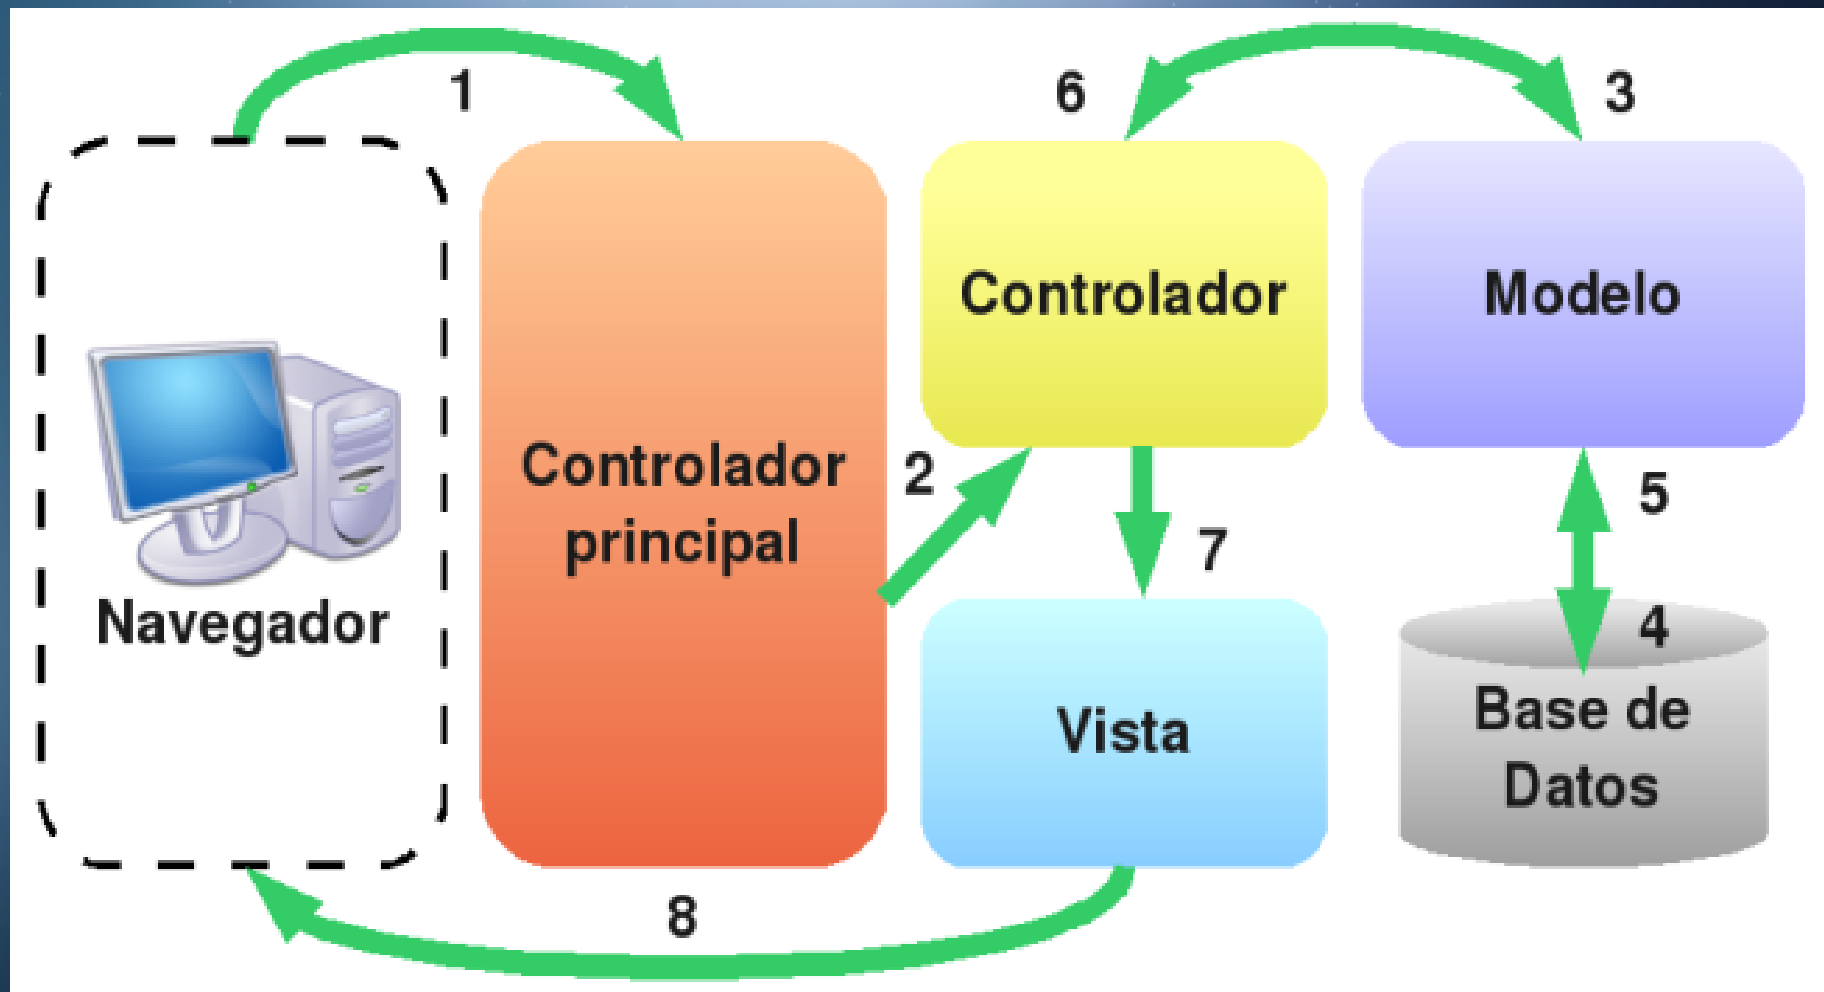 1
6
3
Controlador
Modelo
Controlador
principal
2
5
7
Navegador
4
Vista
Base de
Datos
8